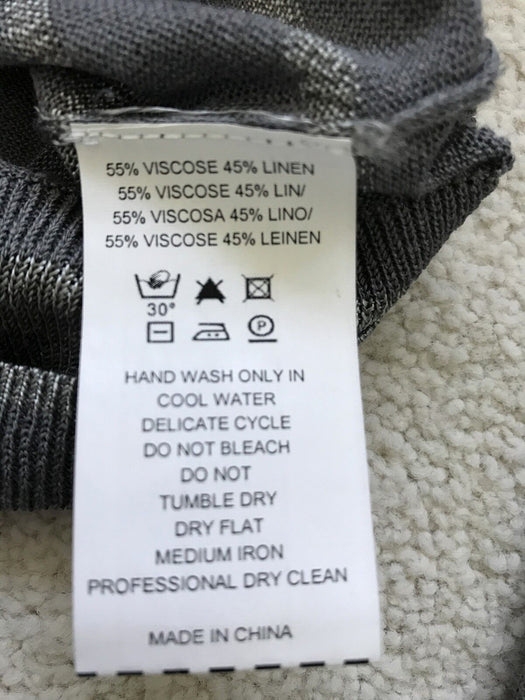 55% VISCOSE 45% LINEN
55% VISCOSE 45% LIN/
55% VISCOSA 45% LINO/
55% VISCOSE 45% LEINEN
30°
P
HAND WASH ONLY IN
COOL WATER
DELICATE CYCLE
DO NOT BLEACH
DO NOT
TUMBLE DRY
DRY FLAT
MEDIUM IRON
PROFESSIONAL DRY CLEAN
MADE IN CHINA